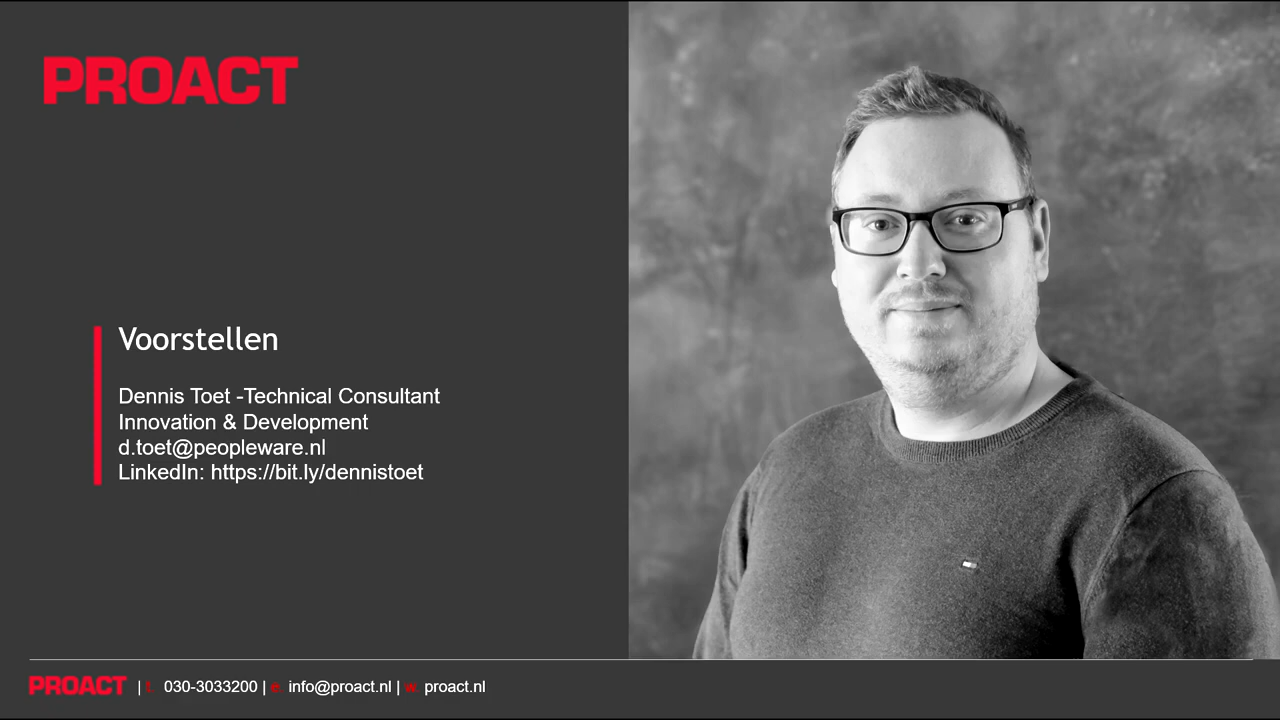 PROACT
Voorstellen
Dennis Toet -Technical Consultant
Innovation & Development
d.toet@peopleware.nl
LinkedIn: https://bit.ly/dennistoet
PROACT | t. 030-3033200 | e. info@proact.nl | w. proact.nl